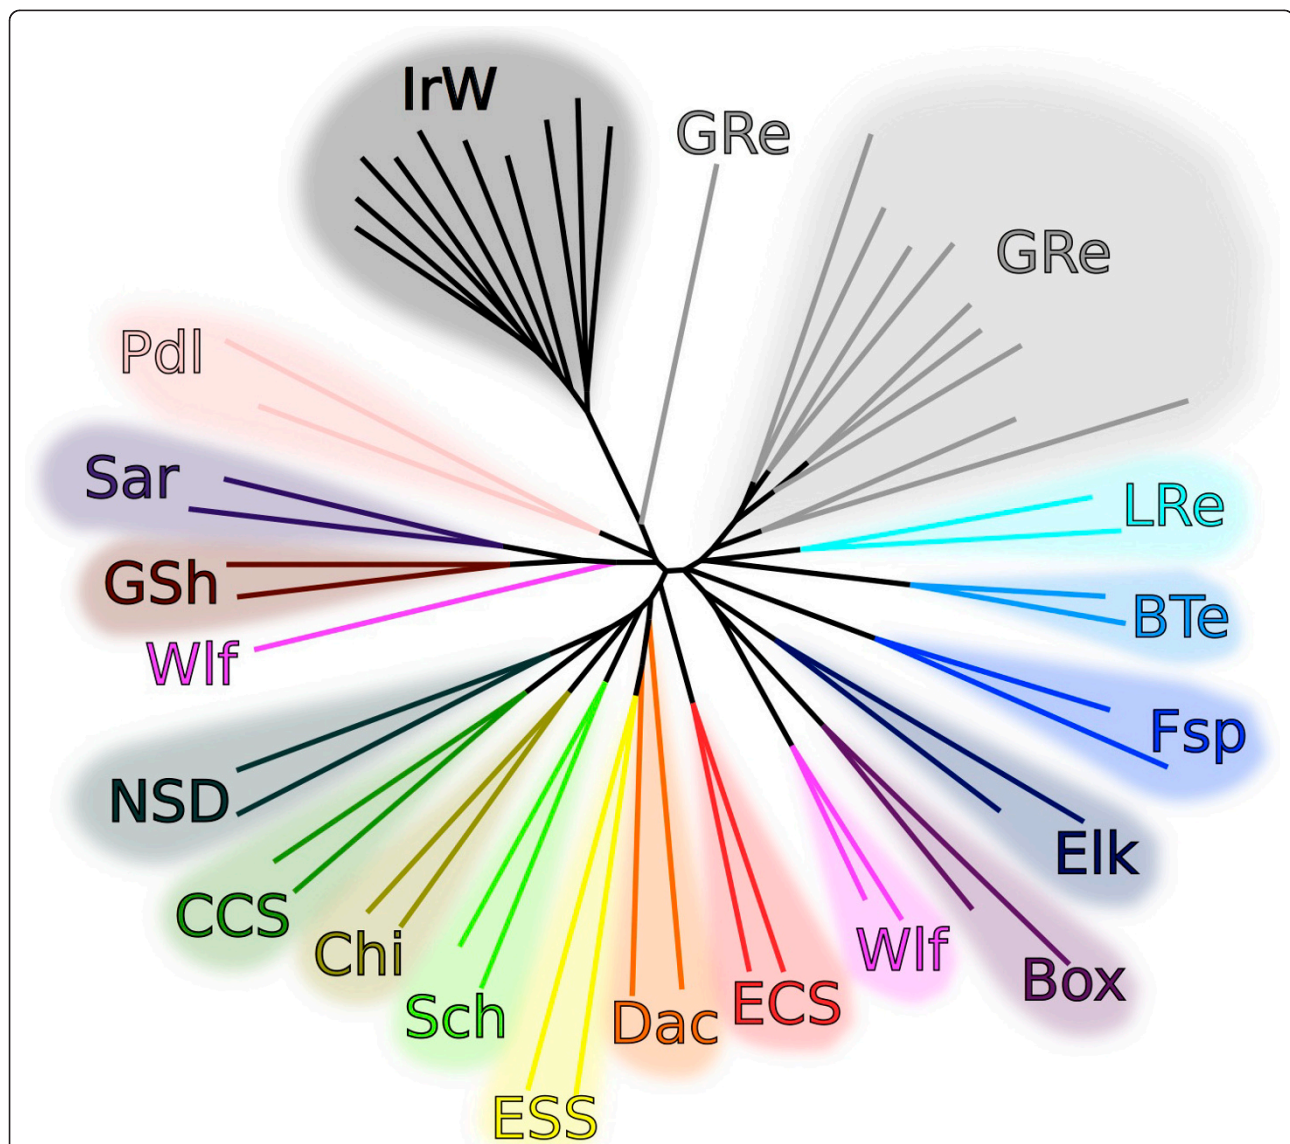 IrW
GRe
GRe
Pdl
Sar
LRe
GSh
BTe
Wlf
Fsp
NSD
Elk
CCS
Chi
Wlf
Box
Sch
Dac
ECS
ESS